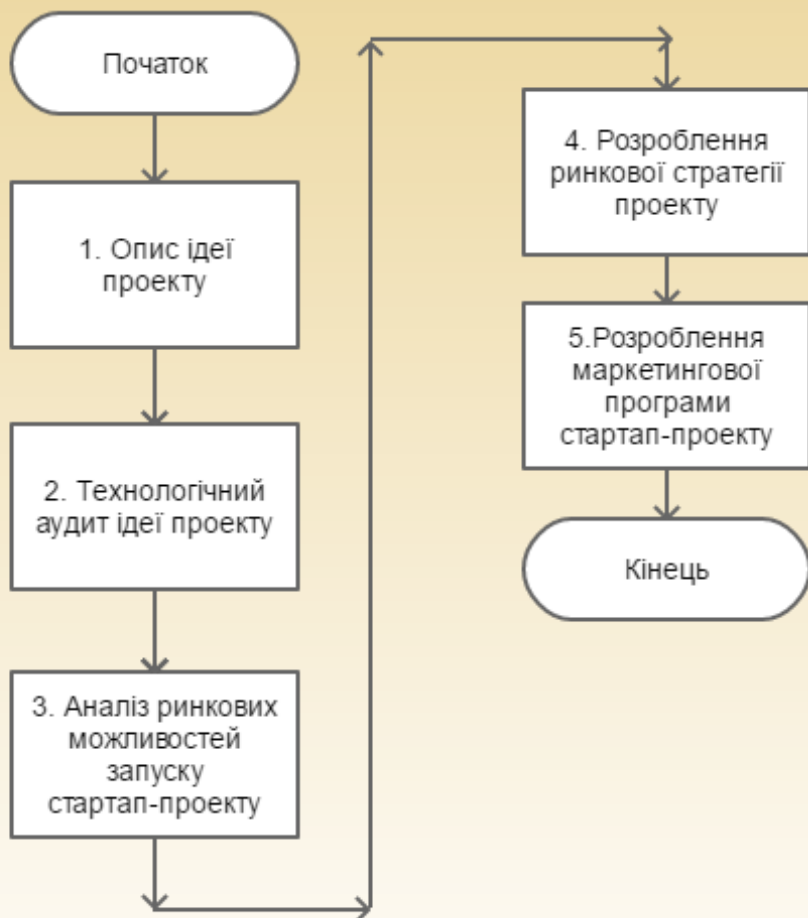 Початок
1. Опис ідеї
проекту
2. Технологічний
аудит ідеї проекту
3. Аналіз ринкових
можливостей
запуску
стартап-проекту
4. Розроблення
ринкової стратегії
проекту
5.Розроблення
маркетингової
програми
стартап-проекту
Кінець